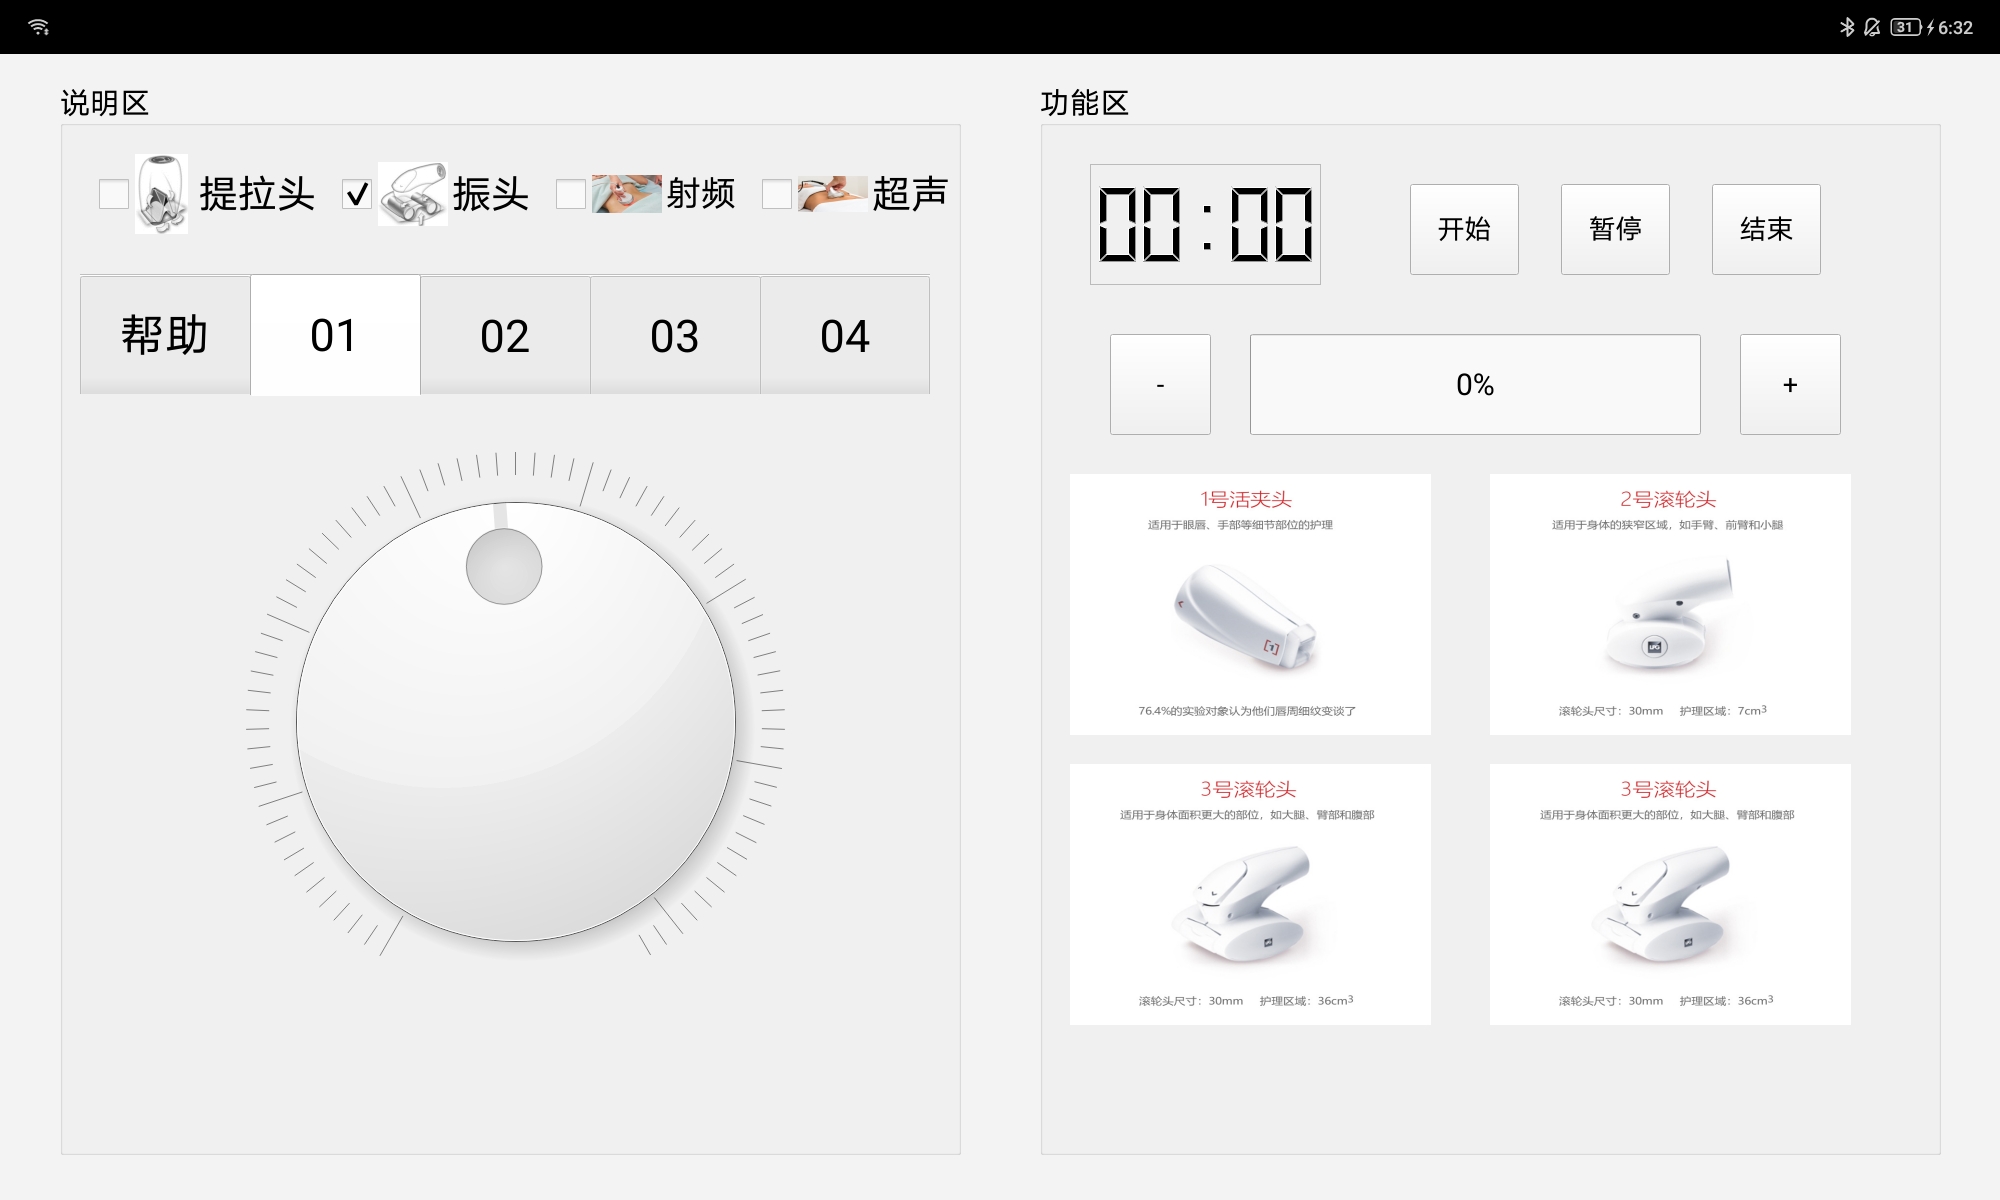 31 6:32
说明区
提拉头 振头 射频 超声
帮助 01 02 03 04
功能区
00:00 开始 暂停 结束
- 0% +
1号活夹头
适用于眼唇、手部等细节部位的护理
[1]
76.4%的实验对象认为他们唇周细纹变谈了
2号滚轮头
适用于身体的狭窄区域，如手臂、前臂和小腿
LPG
滚轮头尺寸：30mm 护理区域：7cm³
3号滚轮头
适用于身体面积更大的部位，如大腿、臂部和腹部
滚轮头尺寸：30mm 护理区域：36cm³
3号滚轮头
适用于身体面积更大的部位，如大腿、臂部和腹部
滚轮头尺寸：30mm 护理区域：36cm³